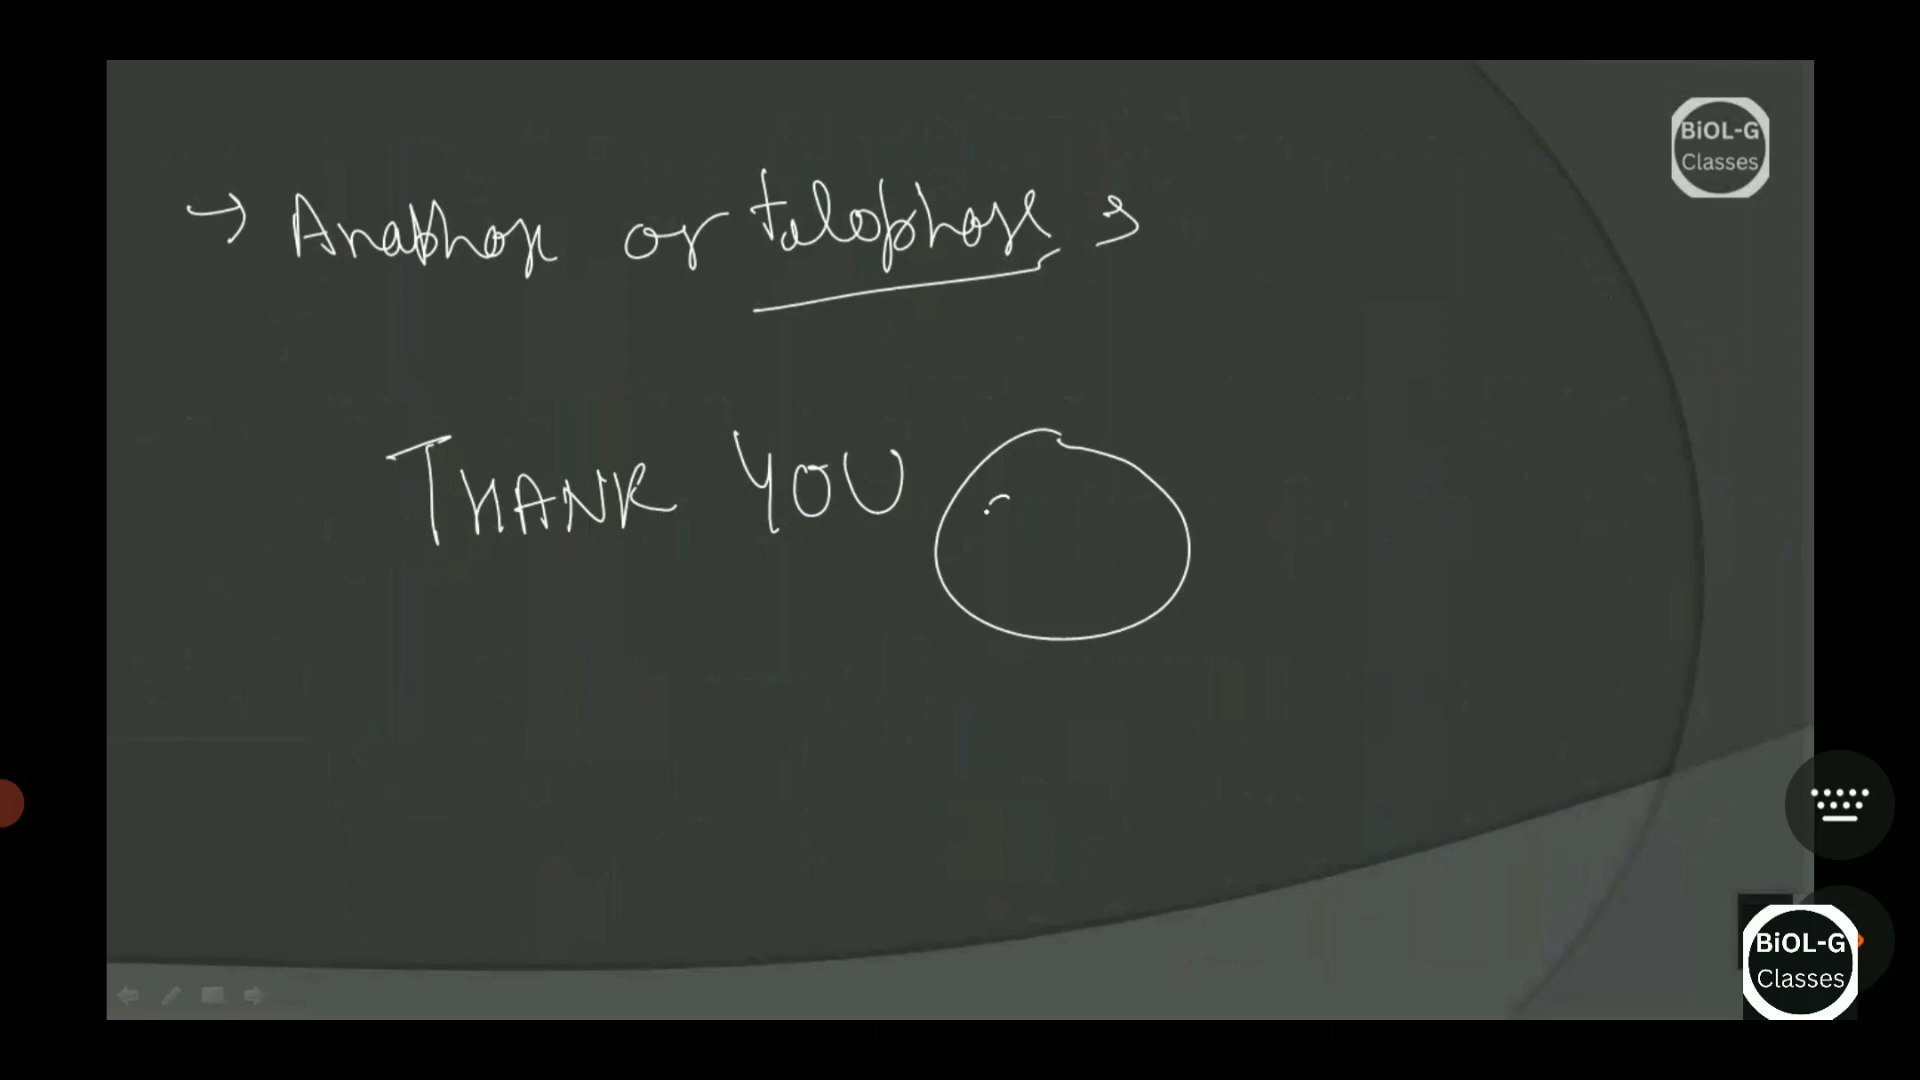 BiOL-G
Classes
→ Anaphase or telophase s
THANK YOU
BiOL-G
Classes